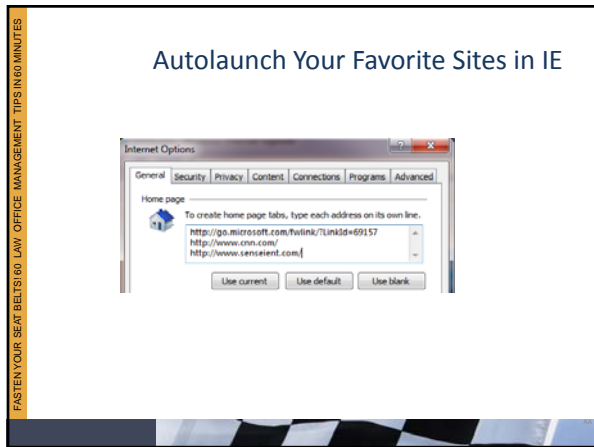 FASTEN YOUR SEAT BELTS! 60 LAW OFFICE MANAGEMENT TIPS IN 60 MINUTES
Autolaunch Your Favorite Sites in IE
Internet Options
General Security Privacy Content Connections Programs Advanced
Home page
To create home page tabs, type each address on its own line.
http://go.microsoft.com/fwlink/?LinkId=69157
http://www.cnn.com/
http://www.senseient.com/
Use current Use default Use blank